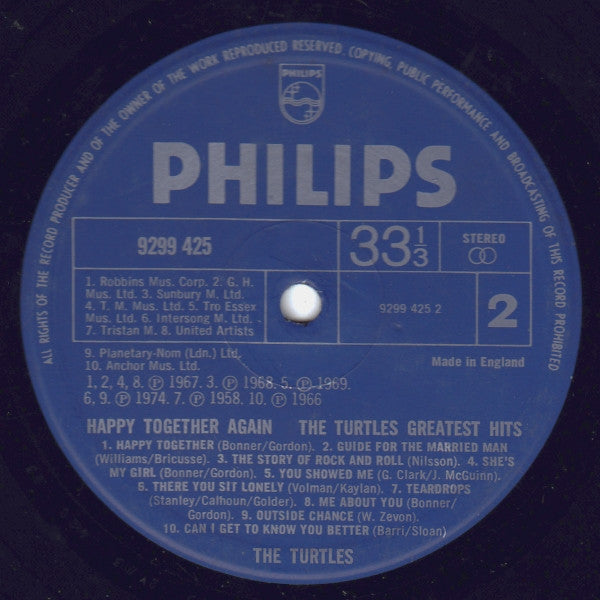 ALL RIGHTS OF THE RECORD PRODUCER AND OF THE OWNER OF THE WORK REPRODUCED RESERVED. COPYING, PUBLIC PERFORMANCE AND BROADCASTING OF THIS RECORD PROHIBITED
PHILIPS
PHILIPS
9299 425
33 1/3
STEREO
1. Robbins Mus. Corp. 2. G. H.
Mus. Ltd. 3. Sunbury M. Ltd.
4. T. M. Mus. Ltd. 5. Tro Essex
Mus. Ltd. 6. Intersong M. Ltd.
7. Tristan M. 8. United Artists
9299 425 2
2
9. Planetary-Nom (Ldn.) Ltd.
10. Anchor Mus. Ltd.
Made in England
1, 2, 4, 8. Ⓟ 1967. 3. Ⓟ 1968. 5. Ⓟ 1969.
6, 9. Ⓟ 1974. 7. Ⓟ 1958. 10. Ⓟ 1966
HAPPY TOGETHER AGAIN THE TURTLES GREATEST HITS
1. HAPPY TOGETHER (Bonner/Gordon). 2. GUIDE FOR THE MARRIED MAN
(Williams/Bricusse). 3. THE STORY OF ROCK AND ROLL (Nilsson). 4. SHE'S
MY GIRL (Bonner/Gordon). 5. YOU SHOWED ME (G. Clark/J. McGuinn).
6. THERE YOU SIT LONELY (Volman/Kaylan). 7. TEARDROPS
(Stanley/Calhoun/Golder). 8. ME ABOUT YOU (Bonner/
Gordon). 9. OUTSIDE CHANCE (W. Zevon).
10. CAN I GET TO KNOW YOU BETTER (Barri/Sloan)
THE TURTLES